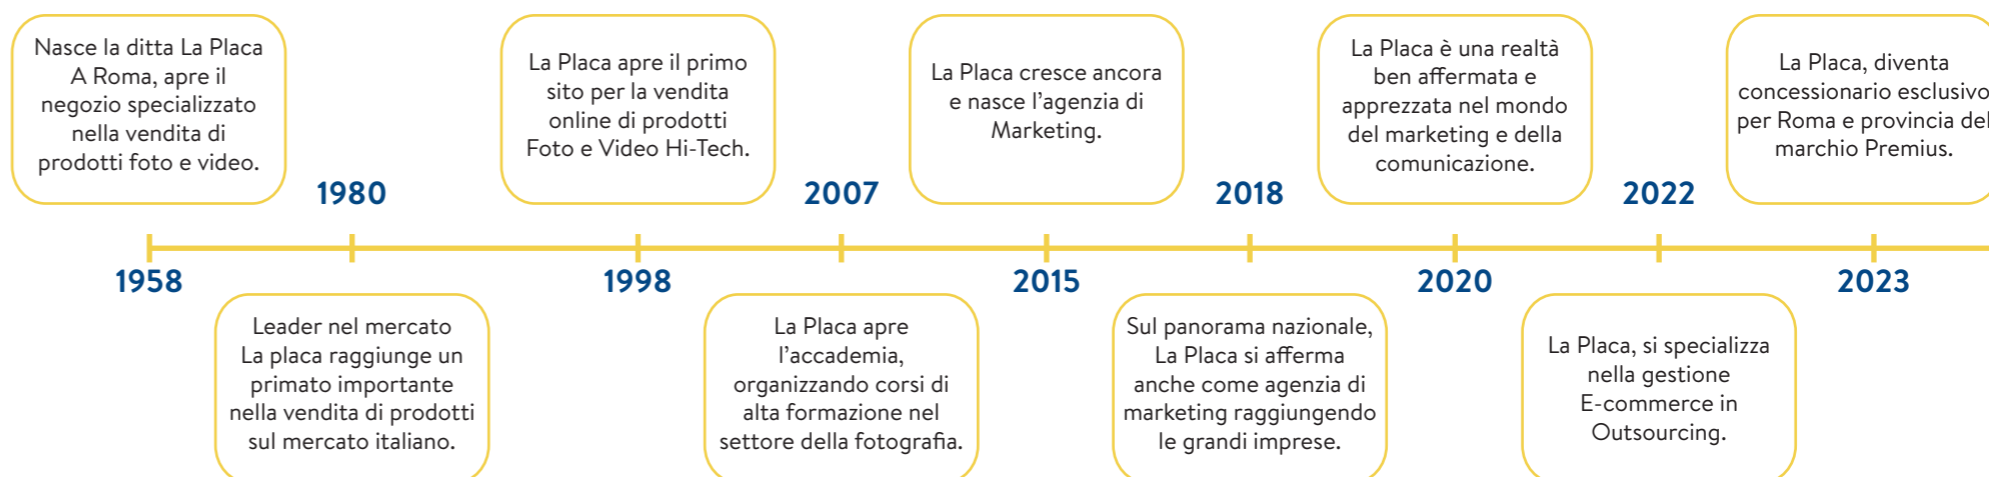 Nasce la ditta La Placa
A Roma, apre il
negozio specializzato
nella vendita di
prodotti foto e video.
1958
1980
Leader nel mercato
La placa raggiunge un
primato importante
nella vendita di prodotti
sul mercato italiano.
La Placa apre il primo
sito per la vendita
online di prodotti
Foto e Video Hi-Tech.
1998
2007
La Placa apre
l’accademia,
organizzando corsi di
alta formazione nel
settore della fotografia.
La Placa cresce ancora
e nasce l’agenzia di
Marketing.
2015
2018
Sul panorama nazionale,
La Placa si afferma
anche come agenzia di
marketing raggiungendo
le grandi imprese.
La Placa è una realtà
ben affermata e
apprezzata nel mondo
del marketing e della
comunicazione.
2020
2022
La Placa, si specializza
nella gestione
E-commerce in
Outsourcing.
La Placa, diventa
concessionario esclusivo
per Roma e provincia del
marchio Premius.
2023